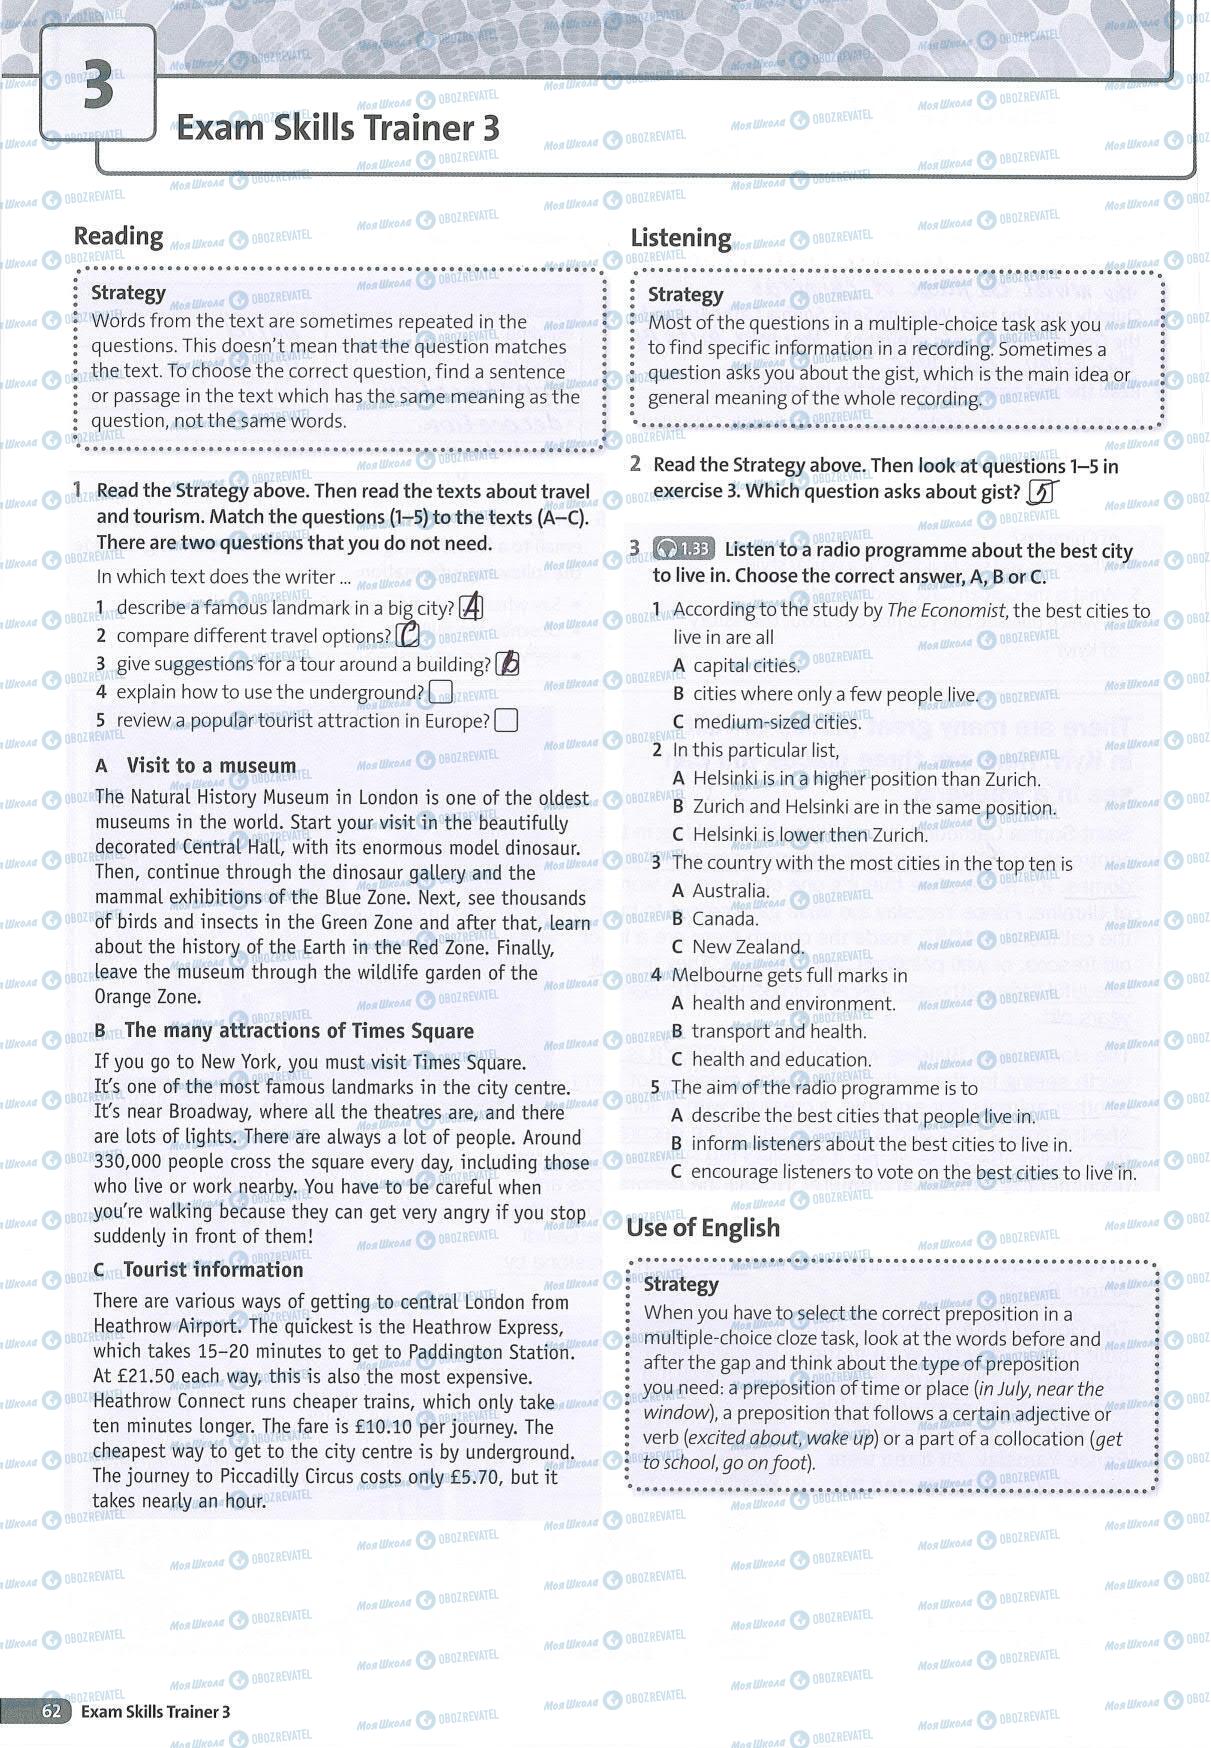 3
Exam Skills Trainer 3
Reading
Strategy
Words from the text are sometimes repeated in the
questions. This doesn't mean that the question matches
the text. To choose the correct question, find a sentence
or passage in the text which has the same meaning as the
question, not the same words.
1 Read the Strategy above. Then read the texts about travel
and tourism. Match the questions (1–5) to the texts (A–C).
There are two questions that you do not need.
In which text does the writer ...
1 describe a famous landmark in a big city? A
2 compare different travel options? C
3 give suggestions for a tour around a building? b
4 explain how to use the underground?
5 review a popular tourist attraction in Europe?
A Visit to a museum
The Natural History Museum in London is one of the oldest
museums in the world. Start your visit in the beautifully
decorated Central Hall, with its enormous model dinosaur.
Then, continue through the dinosaur gallery and the
mammal exhibitions of the Blue Zone. Next, see thousands
of birds and insects in the Green Zone and after that, learn
about the history of the Earth in the Red Zone. Finally,
leave the museum through the wildlife garden of the
Orange Zone.
B The many attractions of Times Square
If you go to New York, you must visit Times Square.
It's one of the most famous landmarks in the city centre.
It's near Broadway, where all the theatres are, and there
are lots of lights. There are always a lot of people. Around
330,000 people cross the square every day, including those
who live or work nearby. You have to be careful when
you're walking because they can get very angry if you stop
suddenly in front of them!
C Tourist information
There are various ways of getting to central London from
Heathrow Airport. The quickest is the Heathrow Express,
which takes 15–20 minutes to get to Paddington Station.
At £21.50 each way, this is also the most expensive.
Heathrow Connect runs cheaper trains, which only take
ten minutes longer. The fare is £10.10 per journey. The
cheapest way to get to the city centre is by underground.
The journey to Piccadilly Circus costs only £5.70, but it
takes nearly an hour.
Listening
Strategy
Most of the questions in a multiple-choice task ask you
to find specific information in a recording. Sometimes a
question asks you about the gist, which is the main idea or
general meaning of the whole recording.
2 Read the Strategy above. Then look at questions 1–5 in
exercise 3. Which question asks about gist? 5
3 1.33 Listen to a radio programme about the best city
to live in. Choose the correct answer, A, B or C.
1 According to the study by The Economist, the best cities to
live in are all
A capital cities.
B cities where only a few people live.
C medium-sized cities.
2 In this particular list,
A Helsinki is in a higher position than Zurich.
B Zurich and Helsinki are in the same position.
C Helsinki is lower then Zurich.
3 The country with the most cities in the top ten is
A Australia.
B Canada.
C New Zealand.
4 Melbourne gets full marks in
A health and environment.
B transport and health.
C health and education.
5 The aim of the radio programme is to
A describe the best cities that people live in.
B inform listeners about the best cities to live in.
C encourage listeners to vote on the best cities to live in.
Use of English
Strategy
When you have to select the correct preposition in a
multiple-choice cloze task, look at the words before and
after the gap and think about the type of preposition
you need: a preposition of time or place (in July, near the
window), a preposition that follows a certain adjective or
verb (excited about, wake up) or a part of a collocation (get
to school, go on foot).
62 Exam Skills Trainer 3
МояШкола OBOZREVATEL